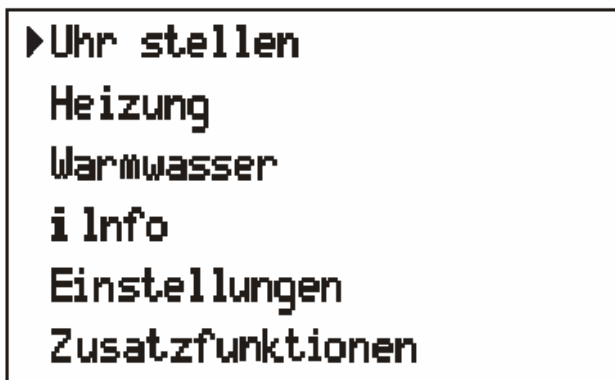 Uhr stellen
Heizung
Warmwasser
i Info
Einstellungen
Zusatzfunktionen